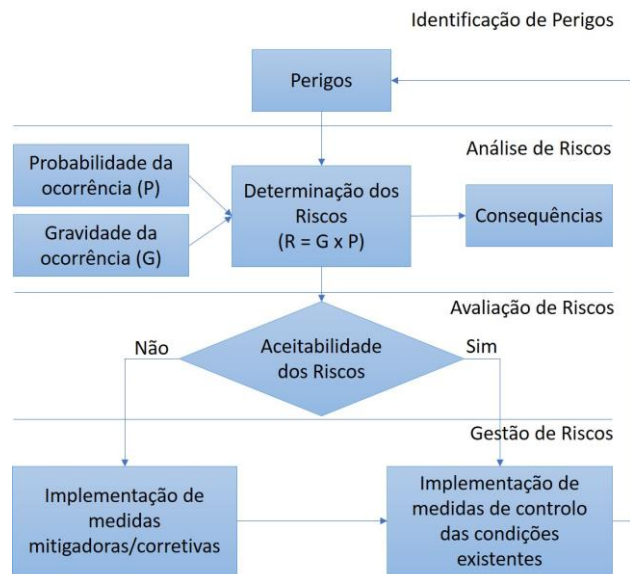 Identificação de Perigos
Perigos
Análise de Riscos
Probabilidade da
ocorrência (P)
Gravidade da
ocorrência (G)
Determinação dos
Riscos
(R = G x P)
Consequências
Avaliação de Riscos
Não
Aceitabilidade
dos Riscos
Sim
Gestão de Riscos
Implementação de
medidas
mitigadoras/corretivas
Implementação de
medidas de controlo
das condições
existentes